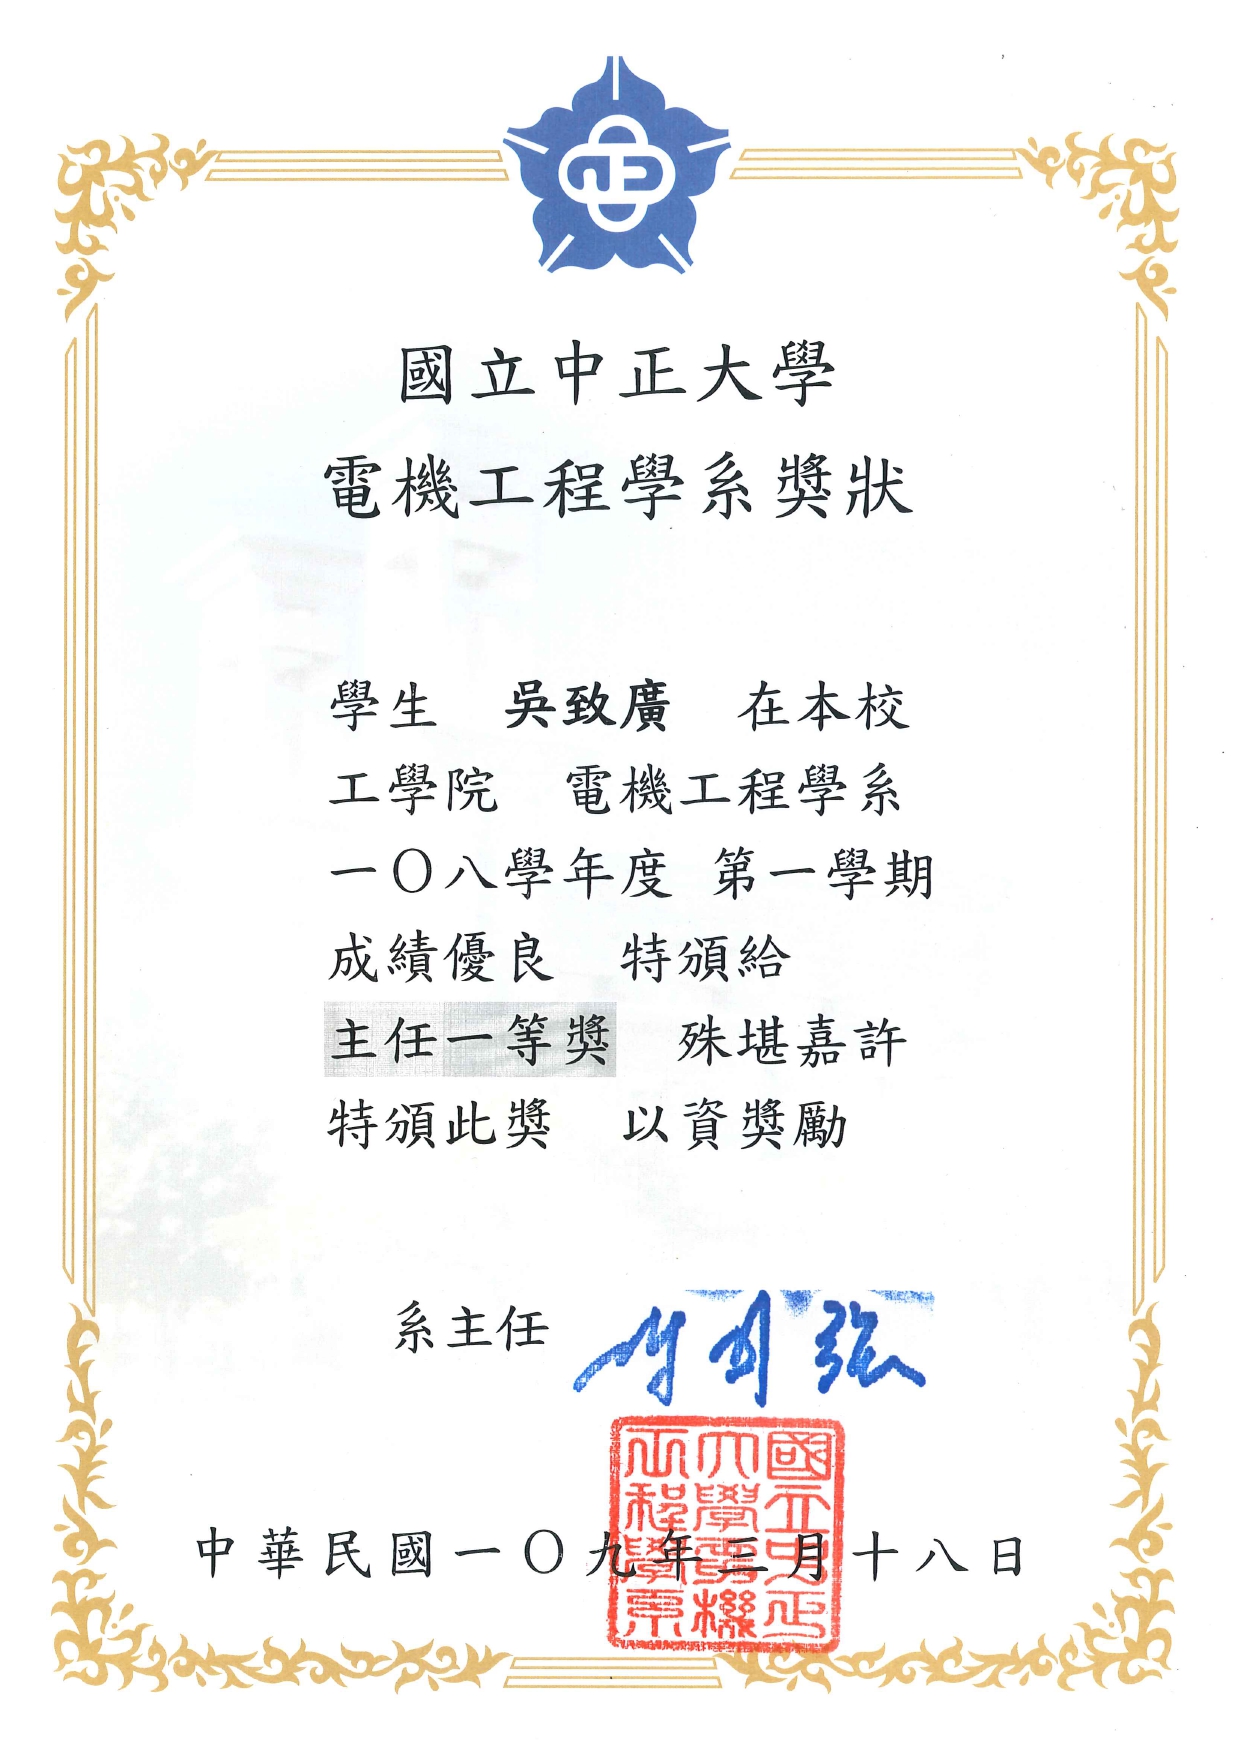 國立中正大學
電機工程學系獎狀
學生 吳致廣 在本校
工學院 電機工程學系
一〇八學年度 第一學期
成績優良 特頒給
主任一等獎 殊堪嘉許
特頒此獎 以資獎勵
系主任
國立中正大學電機工程學系
中華民國一〇九年三月十八日